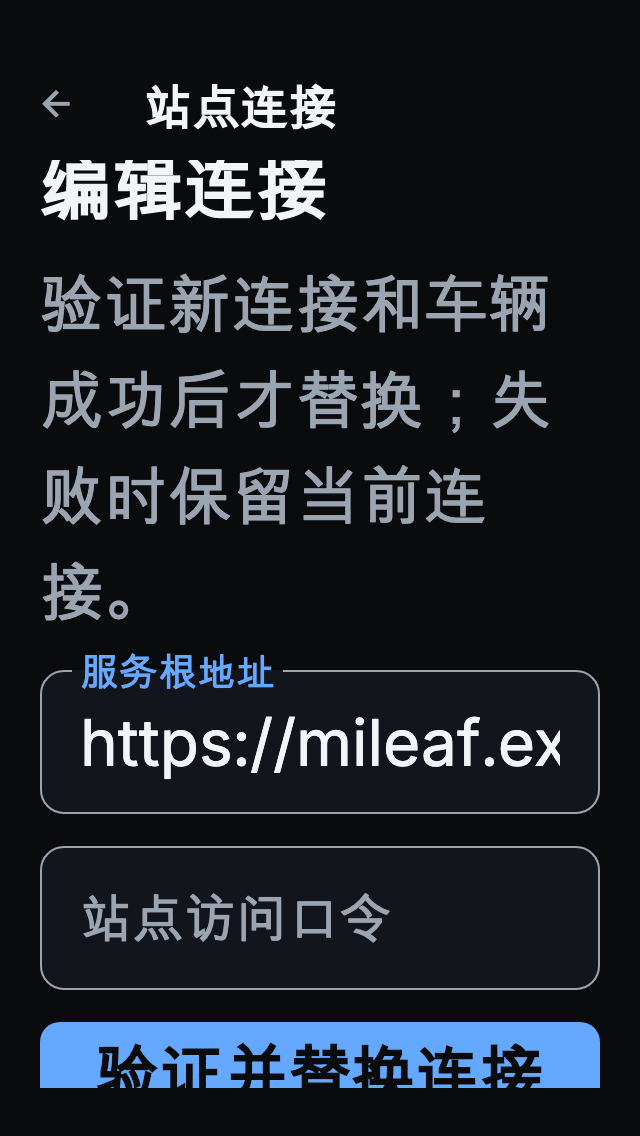 站点连接
编辑连接
验证新连接和车辆
成功后才替换；失
败时保留当前连
接。
服务根地址
https://mileaf.ex
站点访问口令
验证并替换连接